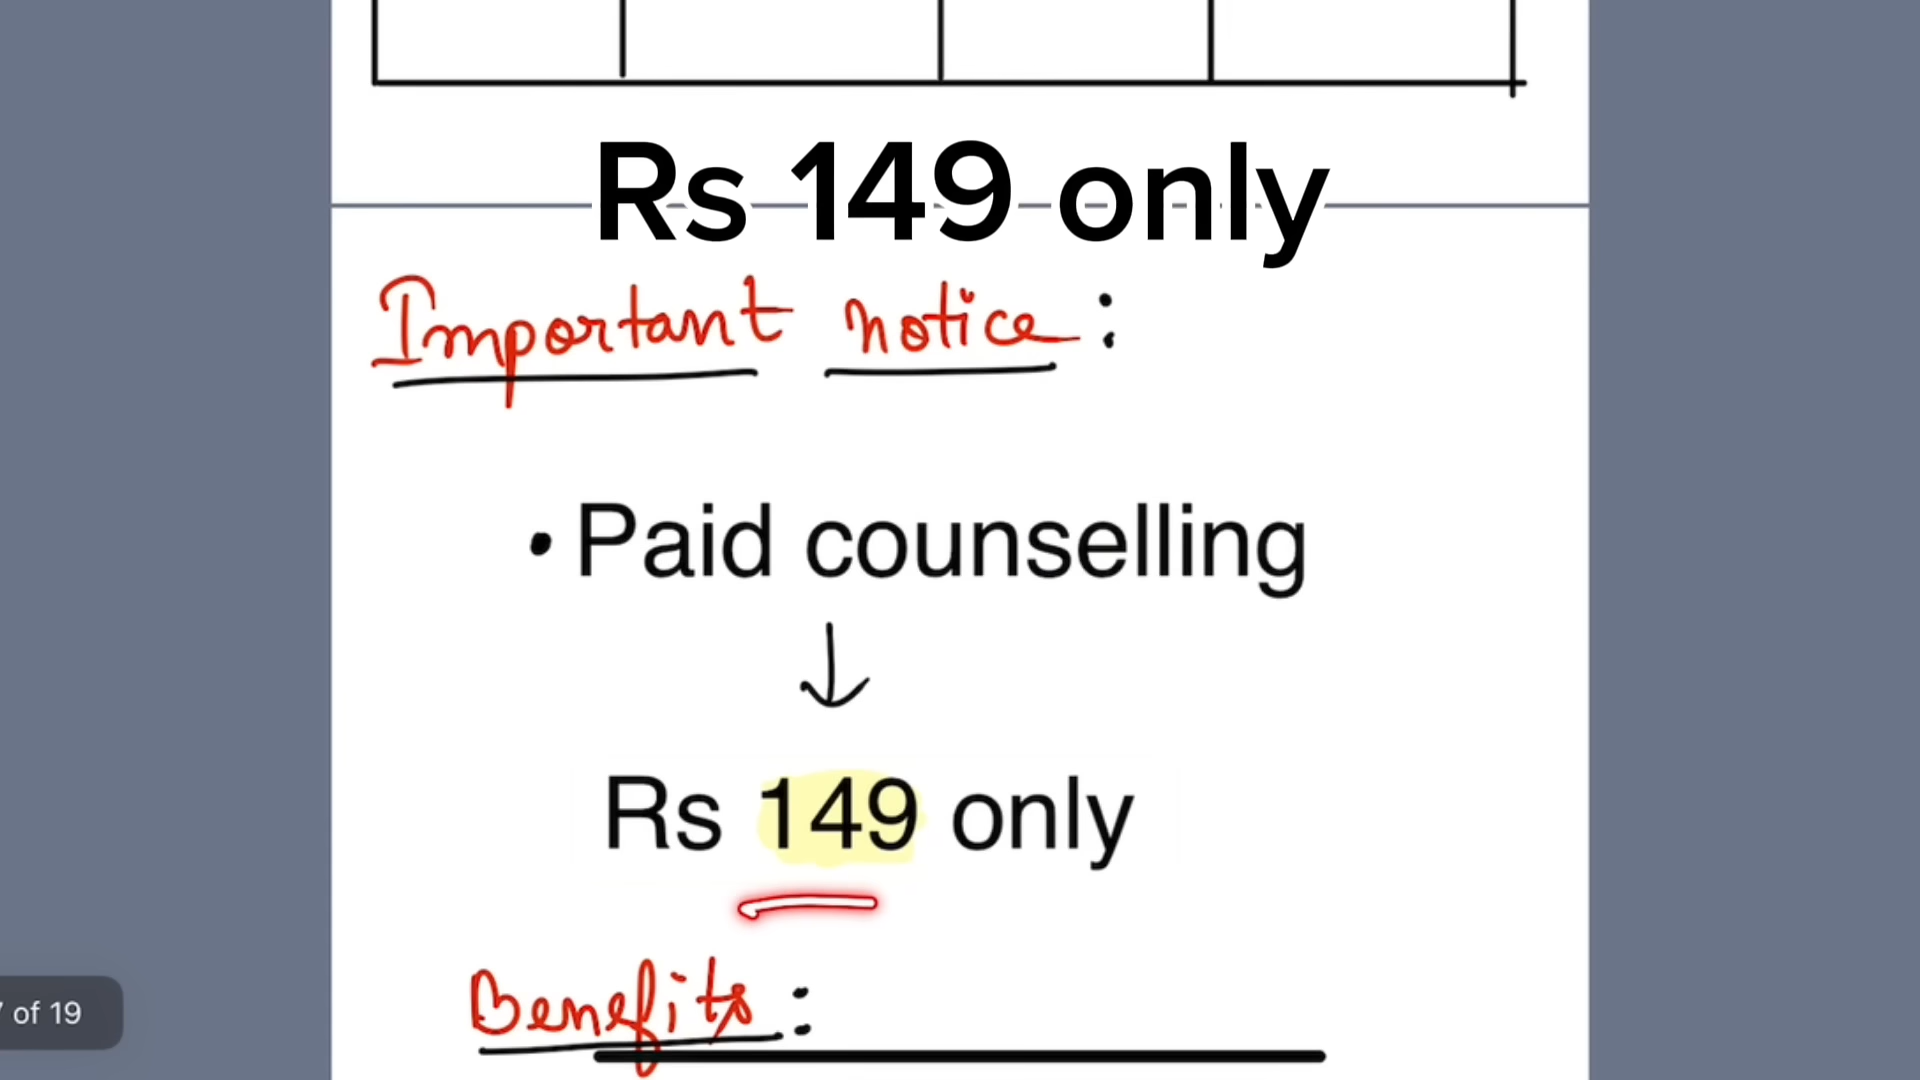 Rs 149 only
Important notice:
• Paid counselling
↓
Rs 149 only
Benefits:
of 19